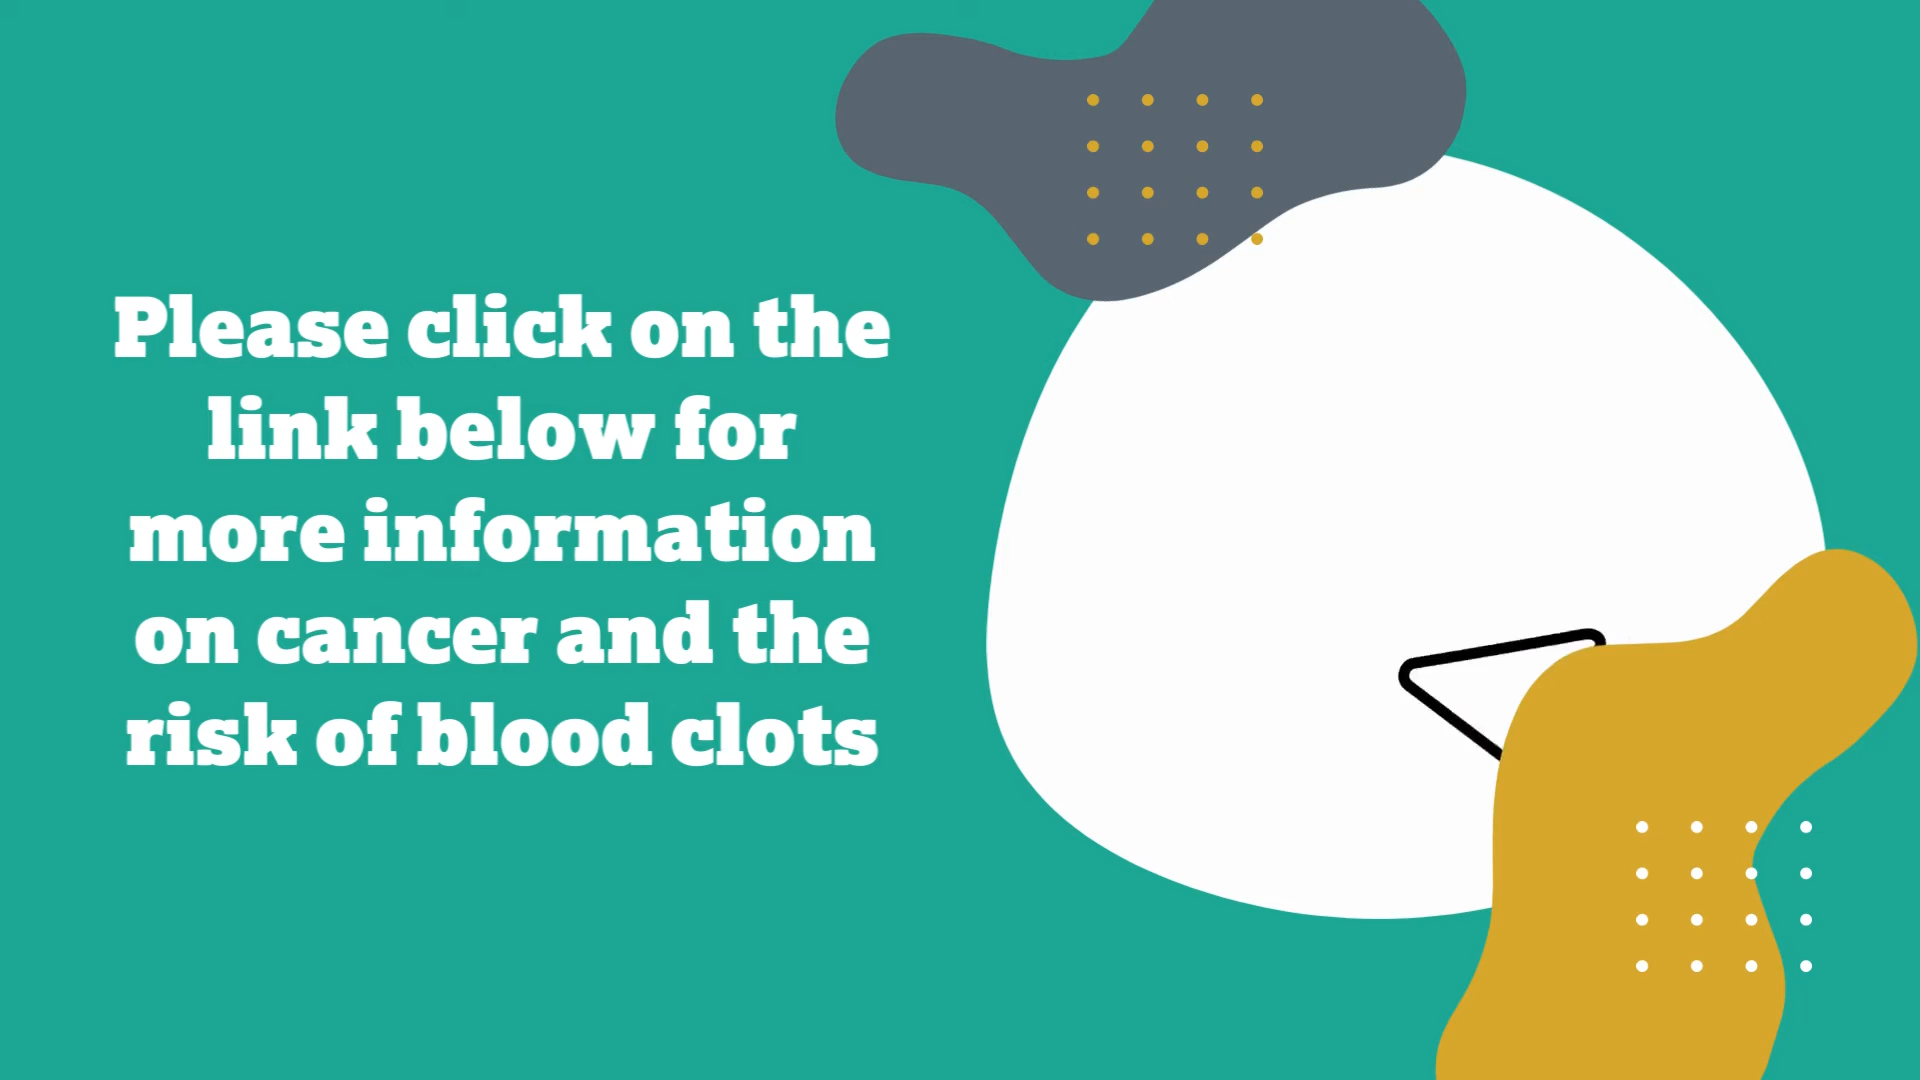 Please click on the
link below for
more information
on cancer and the
risk of blood clots